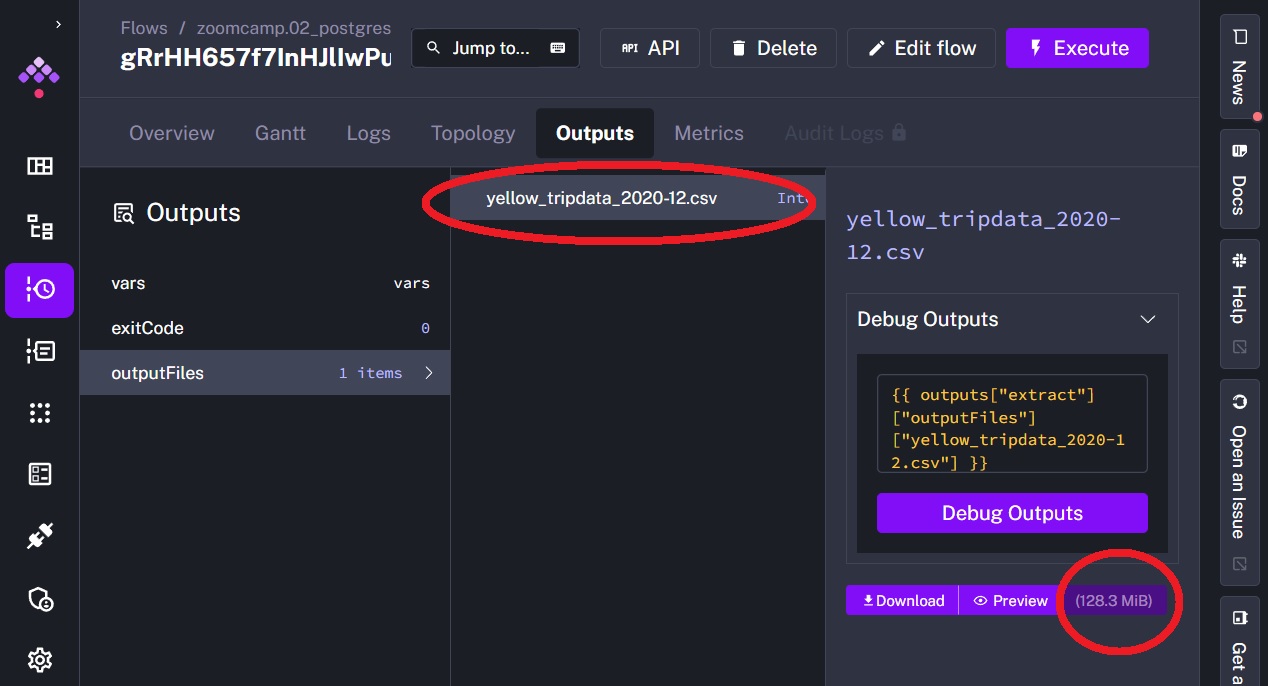 Flows / zoomcamp.02_postgres
gRrHH657f7InHJlIwPu
Jump to...
API API
Delete
Edit flow
Execute
Overview
Gantt
Logs
Topology
Outputs
Metrics
Audit Logs
Outputs
vars vars
exitCode 0
outputFiles 1 items
yellow_tripdata_2020-12.csv
yellow_tripdata_2020-
12.csv
Debug Outputs
{{ outputs["extract"]
["outputFiles"]
["yellow_tripdata_2020-1
2.csv"] }}
Debug Outputs
Download
Preview
(128.3 MiB)
News
Docs
Help
Open an Issue
Get a